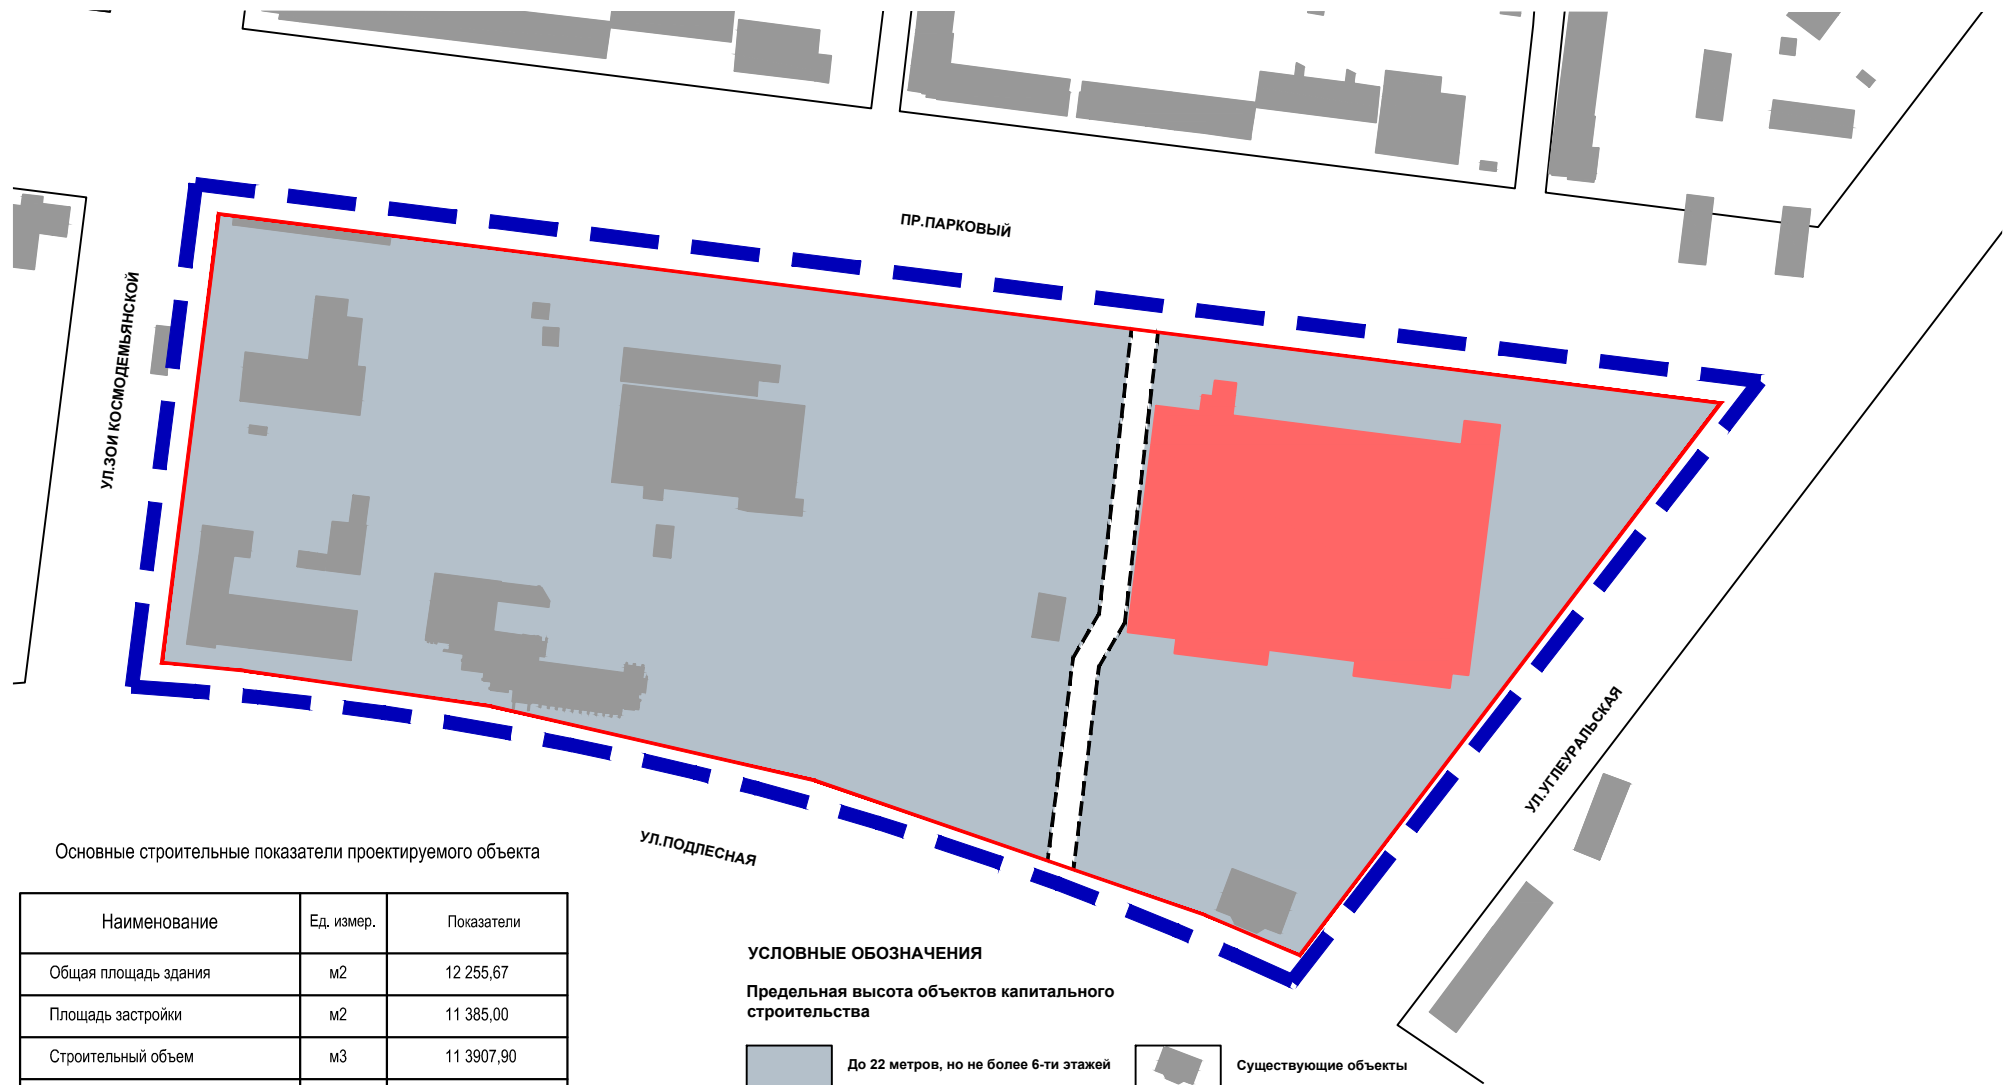 ПР.ПАРКОВЫЙ
УЛ.ЗОИ КОСМОДЕМЬЯНСКОЙ
УЛ.УГЛЕУРАЛЬСКАЯ
УЛ.ПОДЛЕСНАЯ
Основные строительные показатели проектируемого объекта
Наименование Ед. измер. Показатели
Общая площадь здания м2 12 255,67
Площадь застройки м2 11 385,00
Строительный объем м3 11 3907,90
УСЛОВНЫЕ ОБОЗНАЧЕНИЯ
Предельная высота объектов капитального
строительства
До 22 метров, но не более 6-ти этажей
Существующие объекты